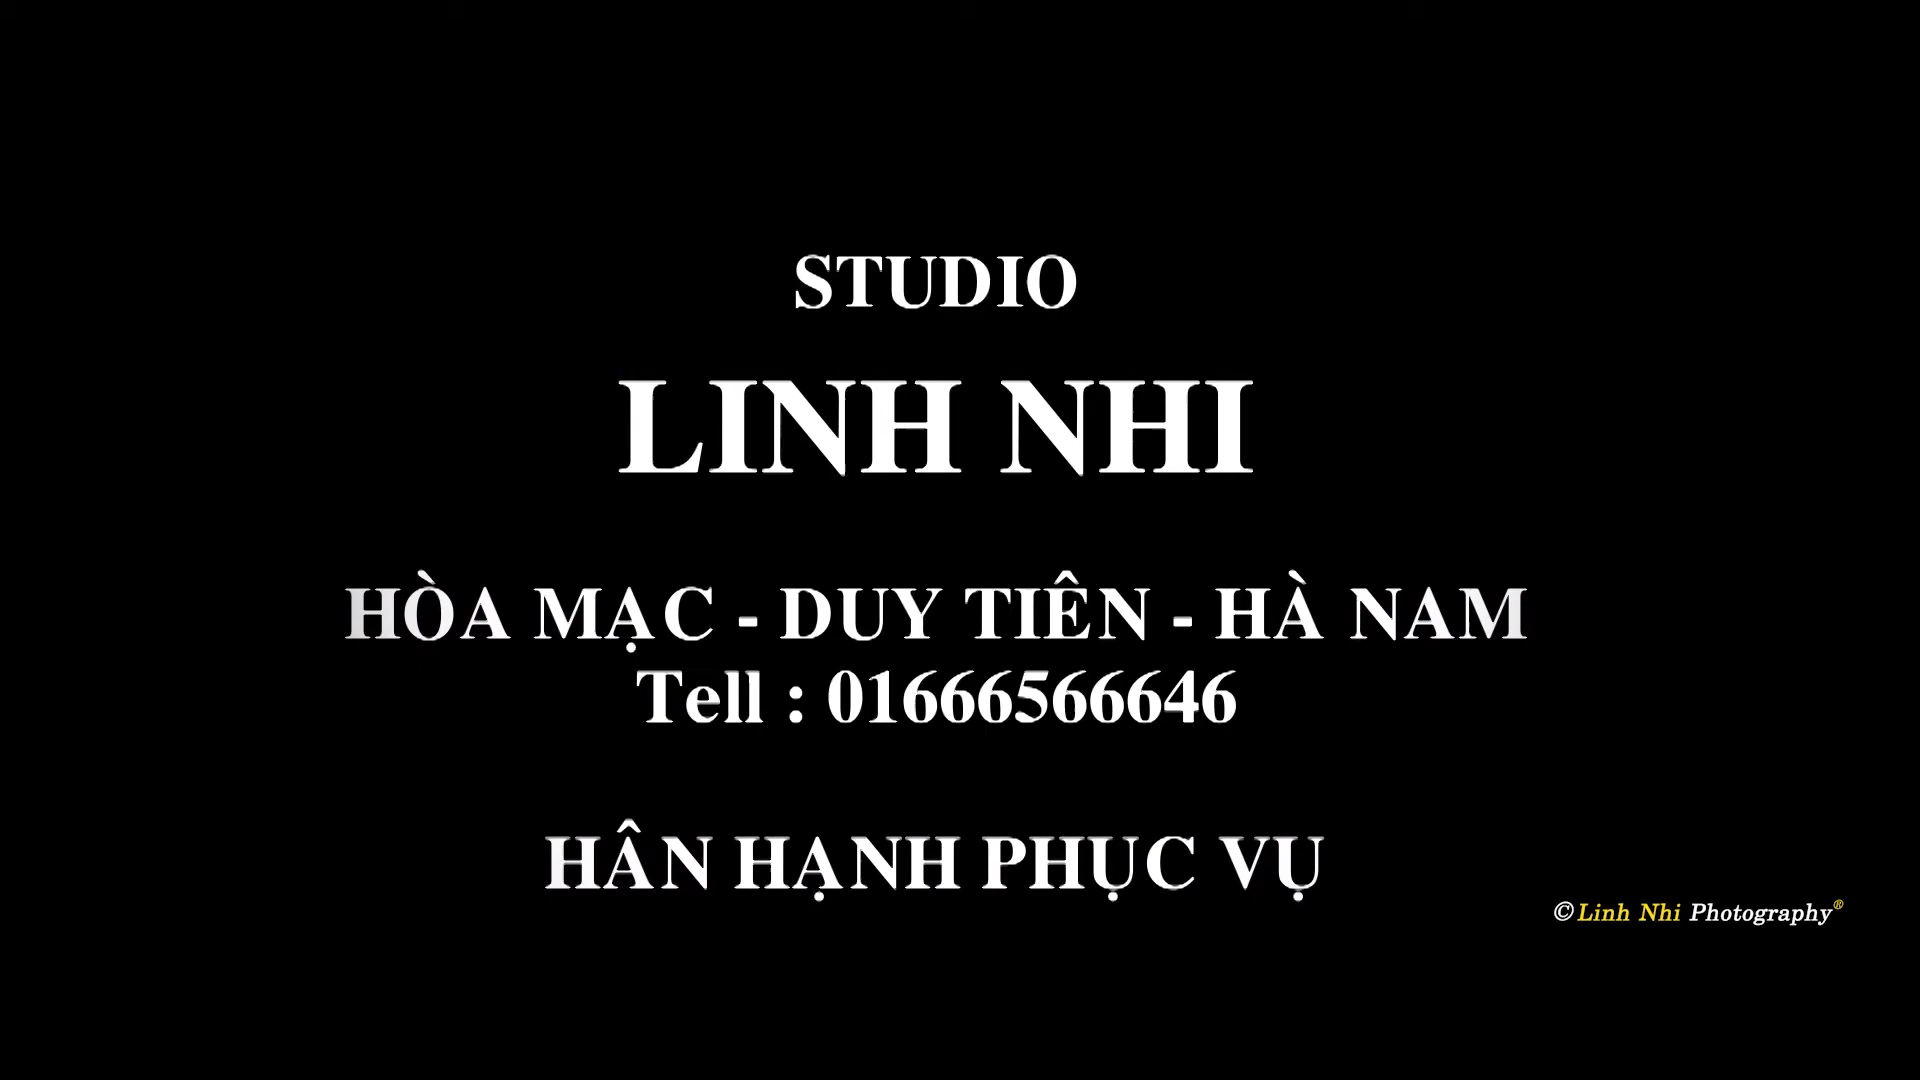 STUDIO
LINH NHI
HÒA MẠC - DUY TIÊN - HÀ NAM
Tell : 01666566646
HÂN HẠNH PHỤC VỤ
©Linh Nhi Photography®